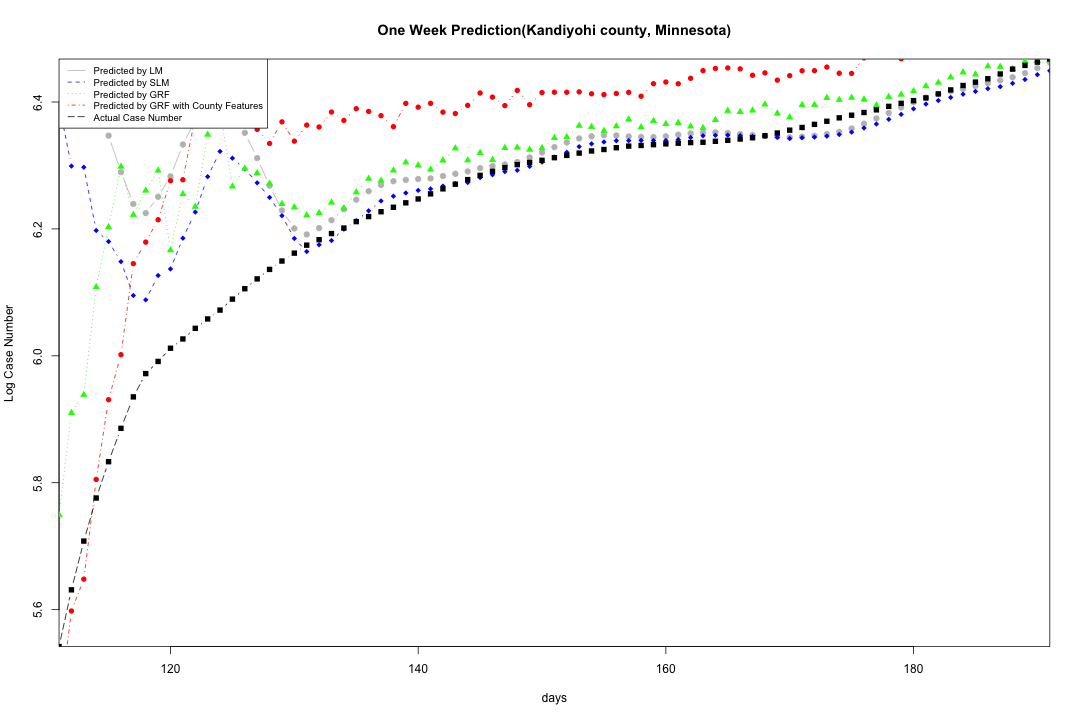 One Week Prediction(Kandiyohi county, Minnesota)
Predicted by LM
Predicted by SLM
Predicted by GRF
Predicted by GRF with County Features
Actual Case Number
Log Case Number
6.4
6.2
6.0
5.8
5.6
120
140
160
180
days